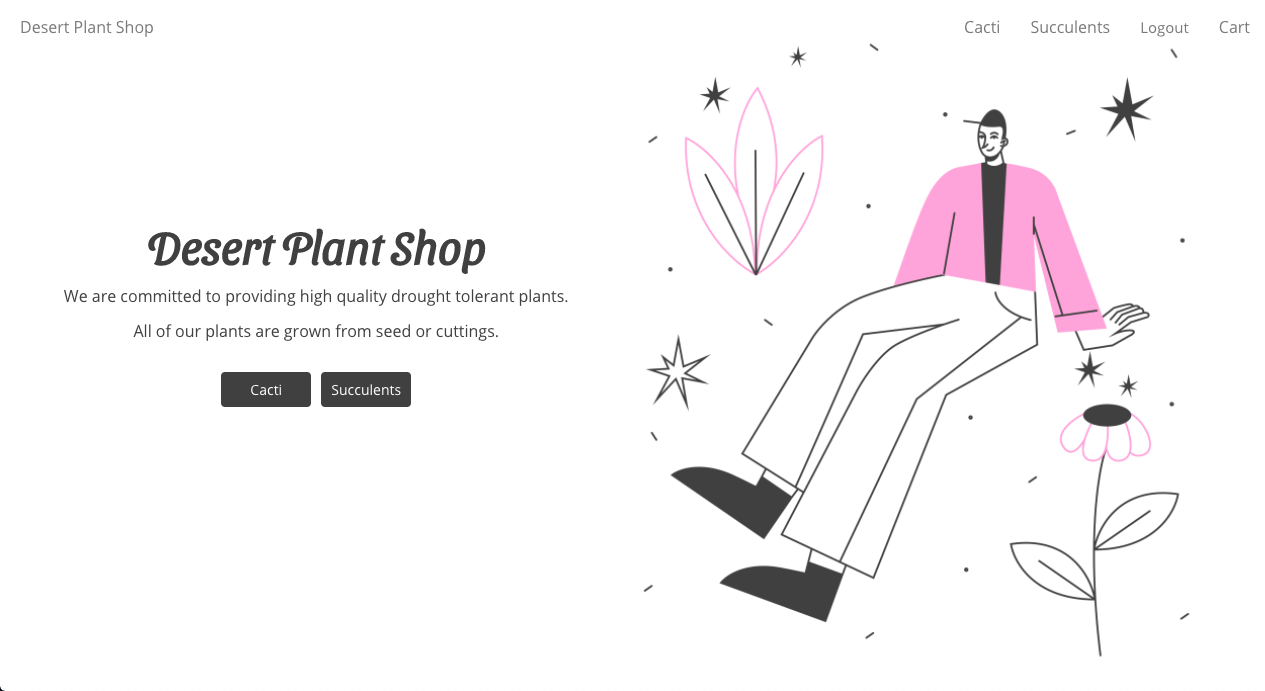 Desert Plant Shop
Cacti Succulents Logout Cart
Desert Plant Shop
We are committed to providing high quality drought tolerant plants.
All of our plants are grown from seed or cuttings.
Cacti Succulents